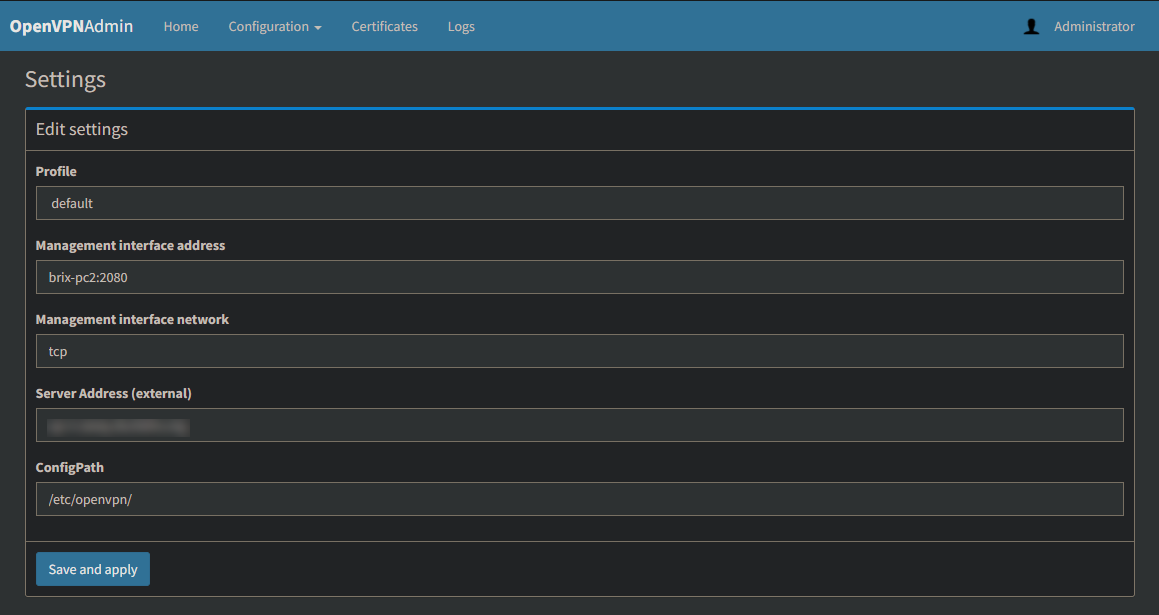 OpenVPNAdmin Home Configuration Certificates Logs Administrator
Settings
Edit settings
Profile
default
Management interface address
brix-pc2:2080
Management interface network
tcp
Server Address (external)
ConfigPath
/etc/openvpn/
Save and apply